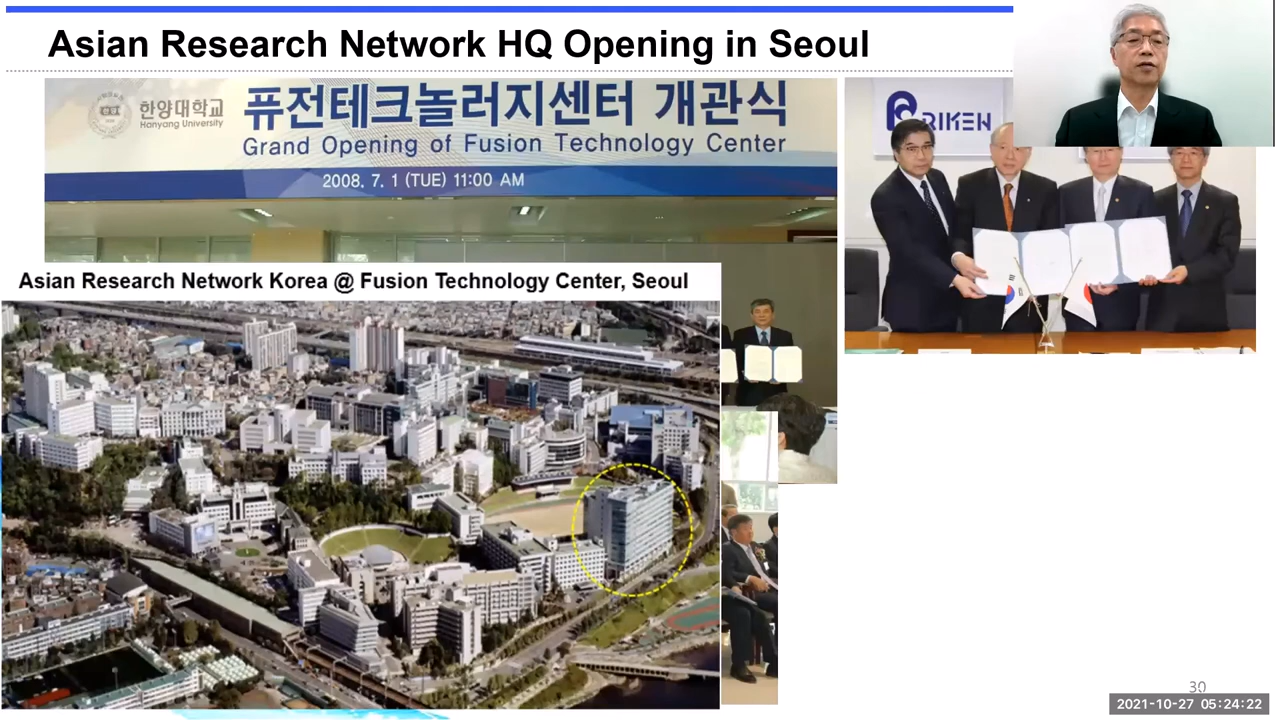 Asian Research Network HQ Opening in Seoul
한양대학교
Hanyang University
퓨전테크놀러지센터 개관식
Grand Opening of Fusion Technology Center
2008. 7. 1 (TUE) 11:00 AM
RIKEN
Asian Research Network Korea @ Fusion Technology Center, Seoul
30
2021-10-27 05:24:22